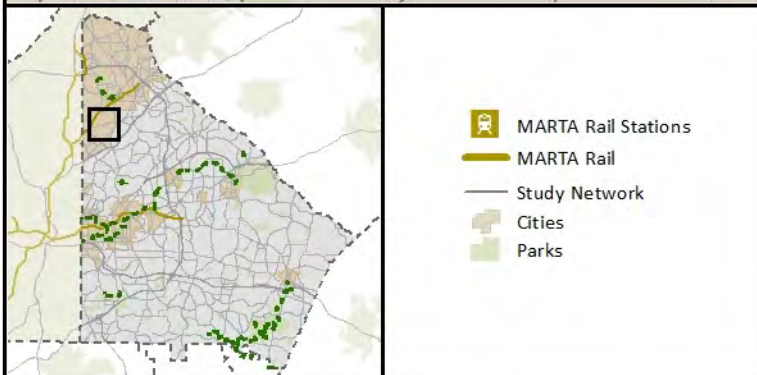 MARTA Rail Stations
MARTA Rail
Study Network
Cities
Parks